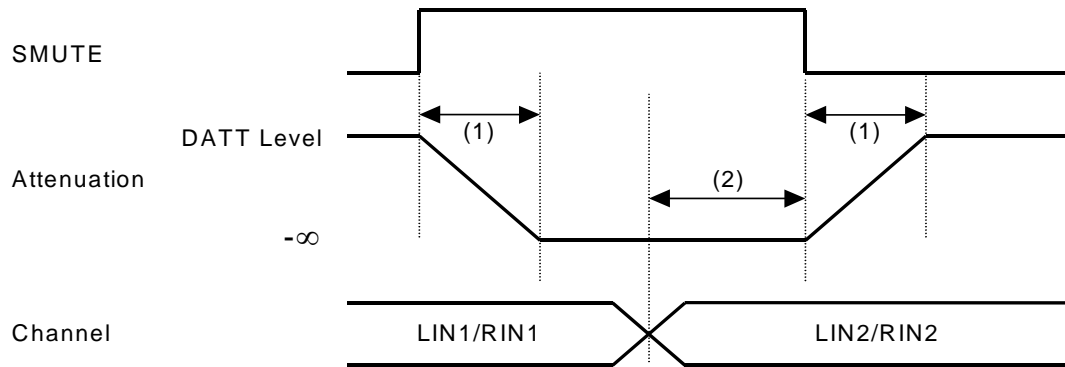 SMUTE
DATT Level
(1)
(1)
Attenuation
(2)
-∞
Channel
LIN1/RIN1
LIN2/RIN2